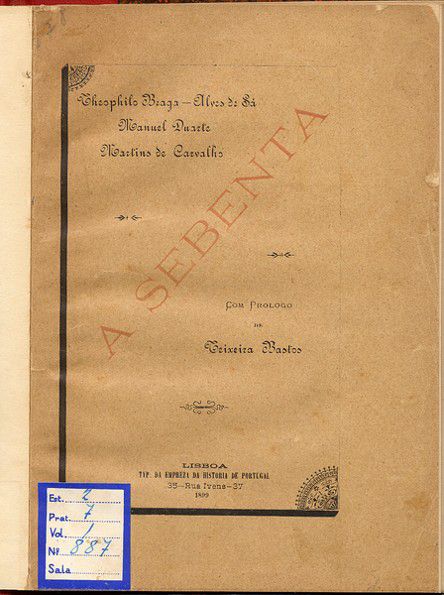 Theophilo Braga — Alves de Sá
Manuel Duarte
Martins de Carvalho
A SEBENTA
COM PROLOGO
DE
Teixeira Bastos
LISBOA
TYP. DA EMPREZA DA HISTORIA DE PORTUGAL
35—Rua Ivens—37
1899
Est. 2
Prat. 7
Vol. 1
Nº 887
Sala